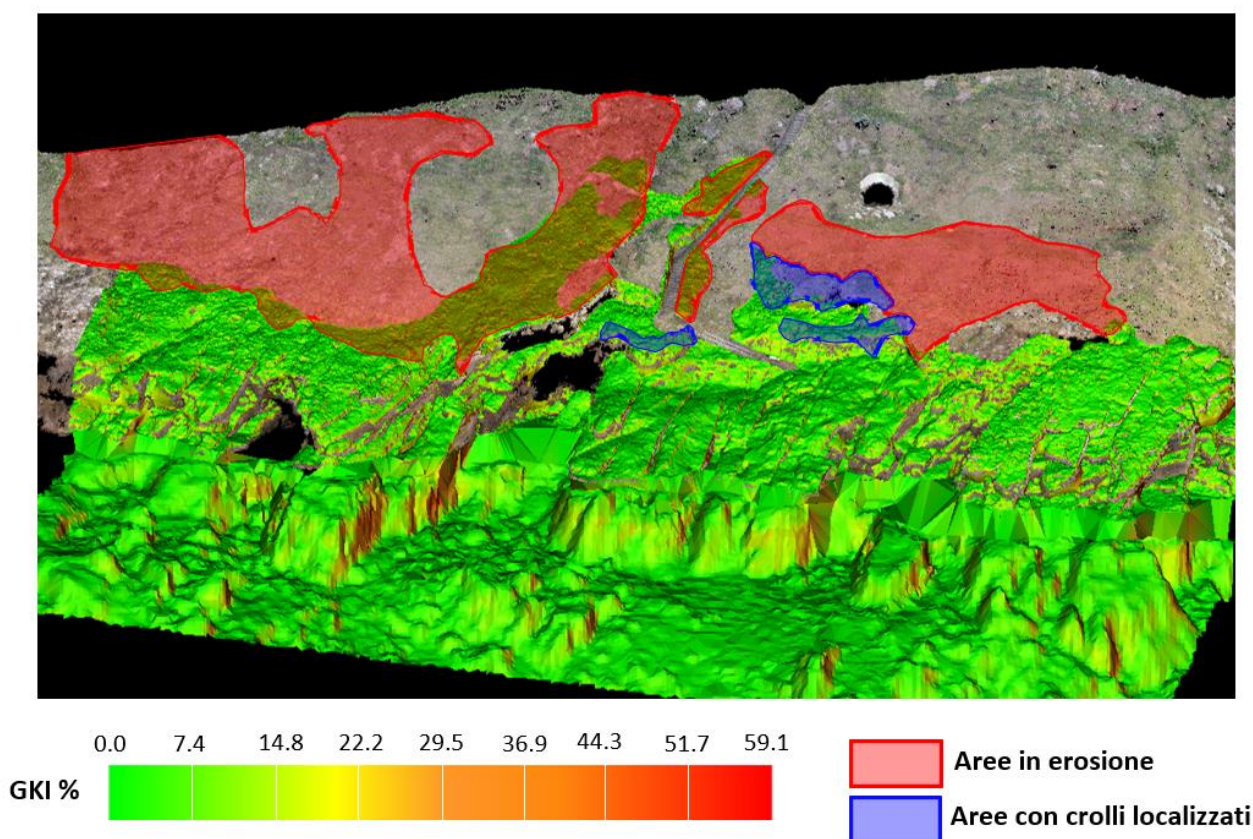 0.0 7.4 14.8 22.2 29.5 36.9 44.3 51.7 59.1
GKI %
Aree in erosione
Aree con crolli localizzati